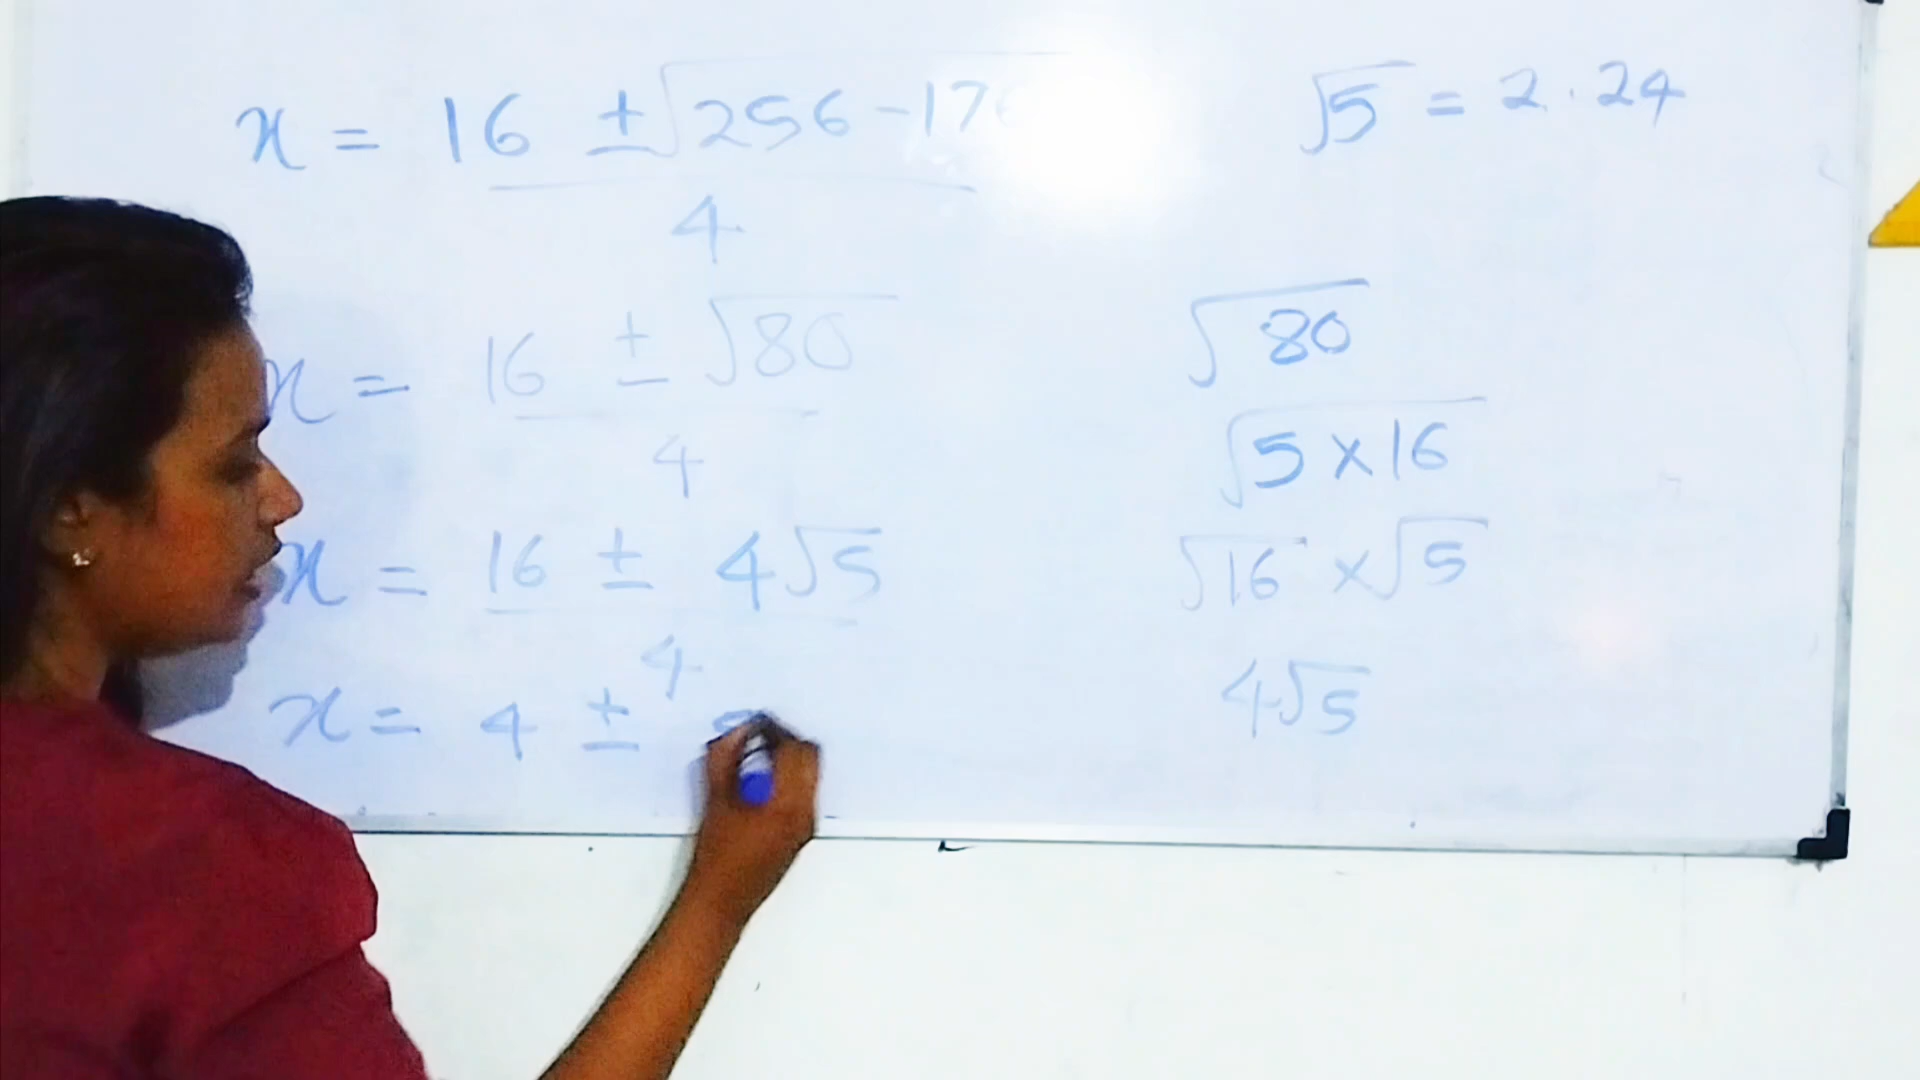 x = 16 ± √256 - 176
4
x = 16 ± √80
4
x = 16 ± 4√5
4
x = 4 ±
√5 = 2.24
√80
√5 × 16
√16 × √5
4√5